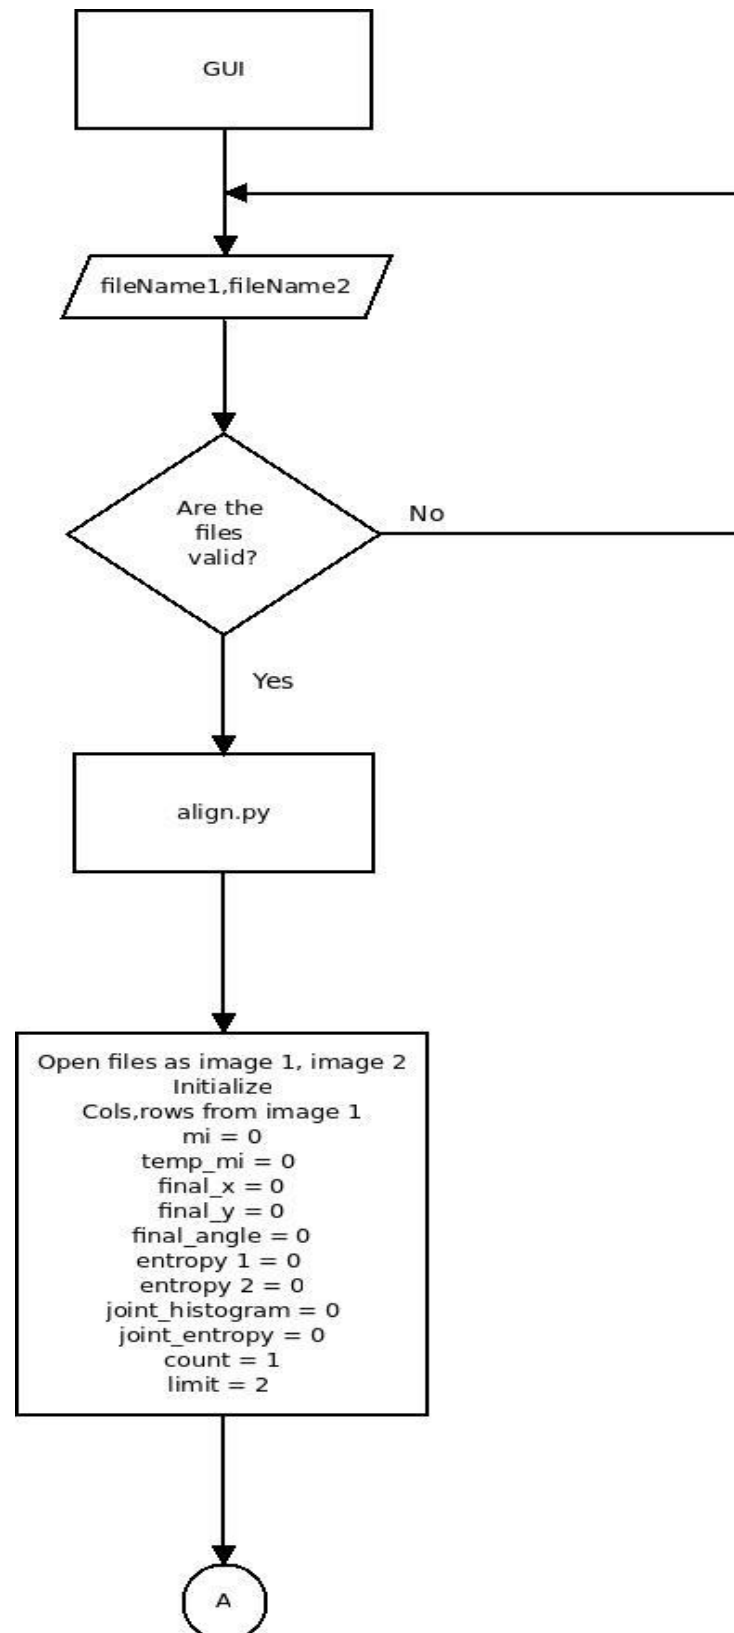 GUI
fileName1,fileName2
Are the
files
valid?
No
Yes
align.py
Open files as image 1, image 2
Initialize
Cols,rows from image 1
mi = 0
temp_mi = 0
final_x = 0
final_y = 0
final_angle = 0
entropy 1 = 0
entropy 2 = 0
joint_histogram = 0
joint_entropy = 0
count = 1
limit = 2
A